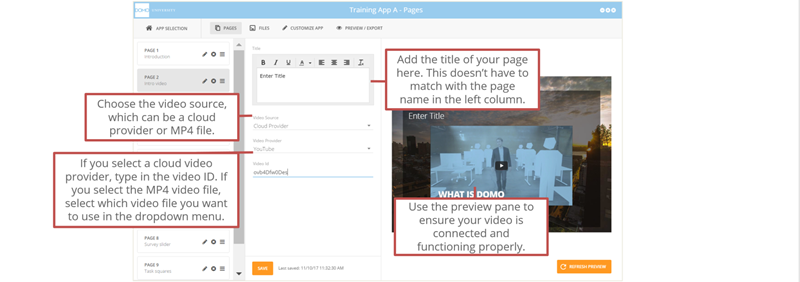 DOMO
Training App A - Pages
APP SELECTION
PAGES
FILES
CUSTOMIZE APP
PREVIEW / EXPORT
PAGE 1
Introduction
PAGE 2
Intro video
Title
B I U A
Enter Title
Add the title of your page
here. This doesn't have to
match with the page
name in the left column.
Choose the video source,
which can be a cloud
provider or MP4 file.
Video Source
Cloud Provider
Video Provider
YouTube
Video Id
If you select a cloud video
provider, type in the video ID. If
you select the MP4 video file,
select which video file you want
to use in the dropdown menu.
Enter Title
WHAT IS DOMO
Use the preview pane to
ensure your video is
connected and
functioning properly.
PAGE 8
Survey slider
PAGE 9
Task squares
SAVE
Last saved: 11/10/17 11:32:30 AM
REFRESH PREVIEW